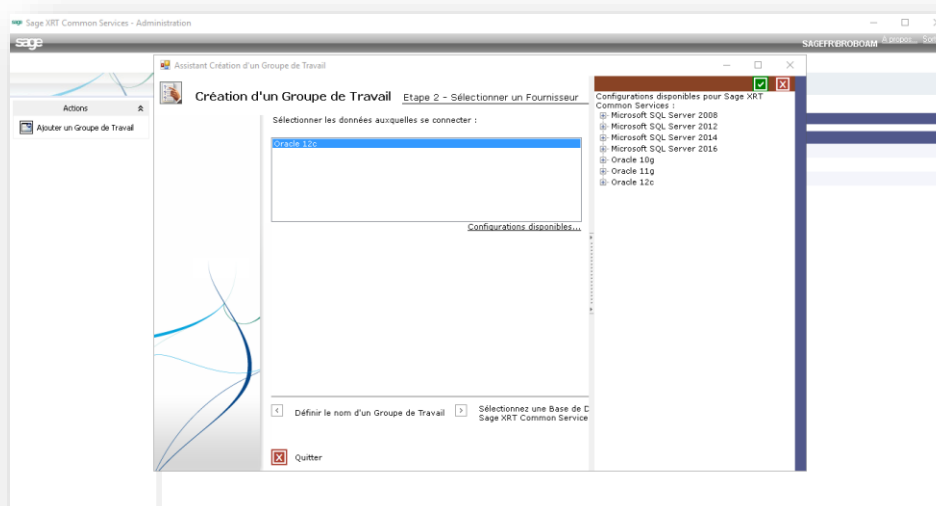 Sage XRT Common Services - Administration
sage
SAGEFRIBROBOAM
A propos...
Assistant Création d'un Groupe de Travail
Création d'un Groupe de Travail Etape 2 - Sélectionner un Fournisseur
Actions
Ajouter un Groupe de Travail
Sélectionner les données auxquelles se connecter :
Oracle 12c
Configurations disponibles...
Configurations disponibles pour Sage XRT
Common Services :
Microsoft SQL Server 2008
Microsoft SQL Server 2012
Microsoft SQL Server 2014
Microsoft SQL Server 2016
Oracle 10g
Oracle 11g
Oracle 12c
Définir le nom d'un Groupe de Travail
Sélectionnez une Base de D
Sage XRT Common Service
Quitter